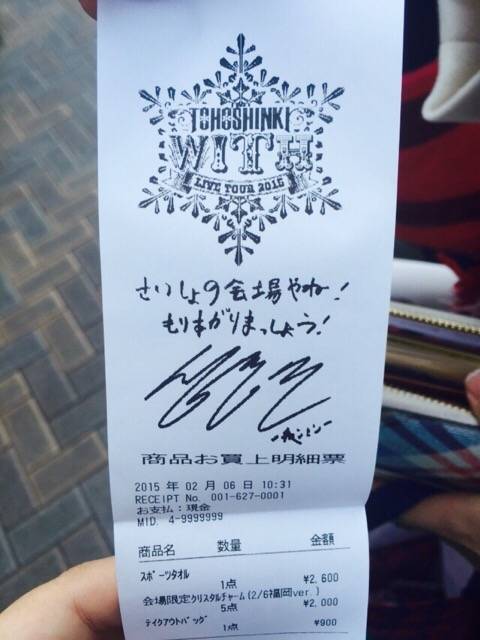 TOHOSHINKI
WITH
LIVE TOUR 2015
さいしょの会場やね!
もりあがりまっしょう!
商品お買上明細票
2015 年 02 月 06 日 10:31
RECEIPT No. 001-627-0001
お支払：現金
MID. 4-9999999
商品名 数量 金額
スポーツタオル
1点 ¥2,600
会場限定クリスタルチャーム(2/6福岡ver.)
5点 ¥2,000
テイクアウトバッグ
1点 ¥900